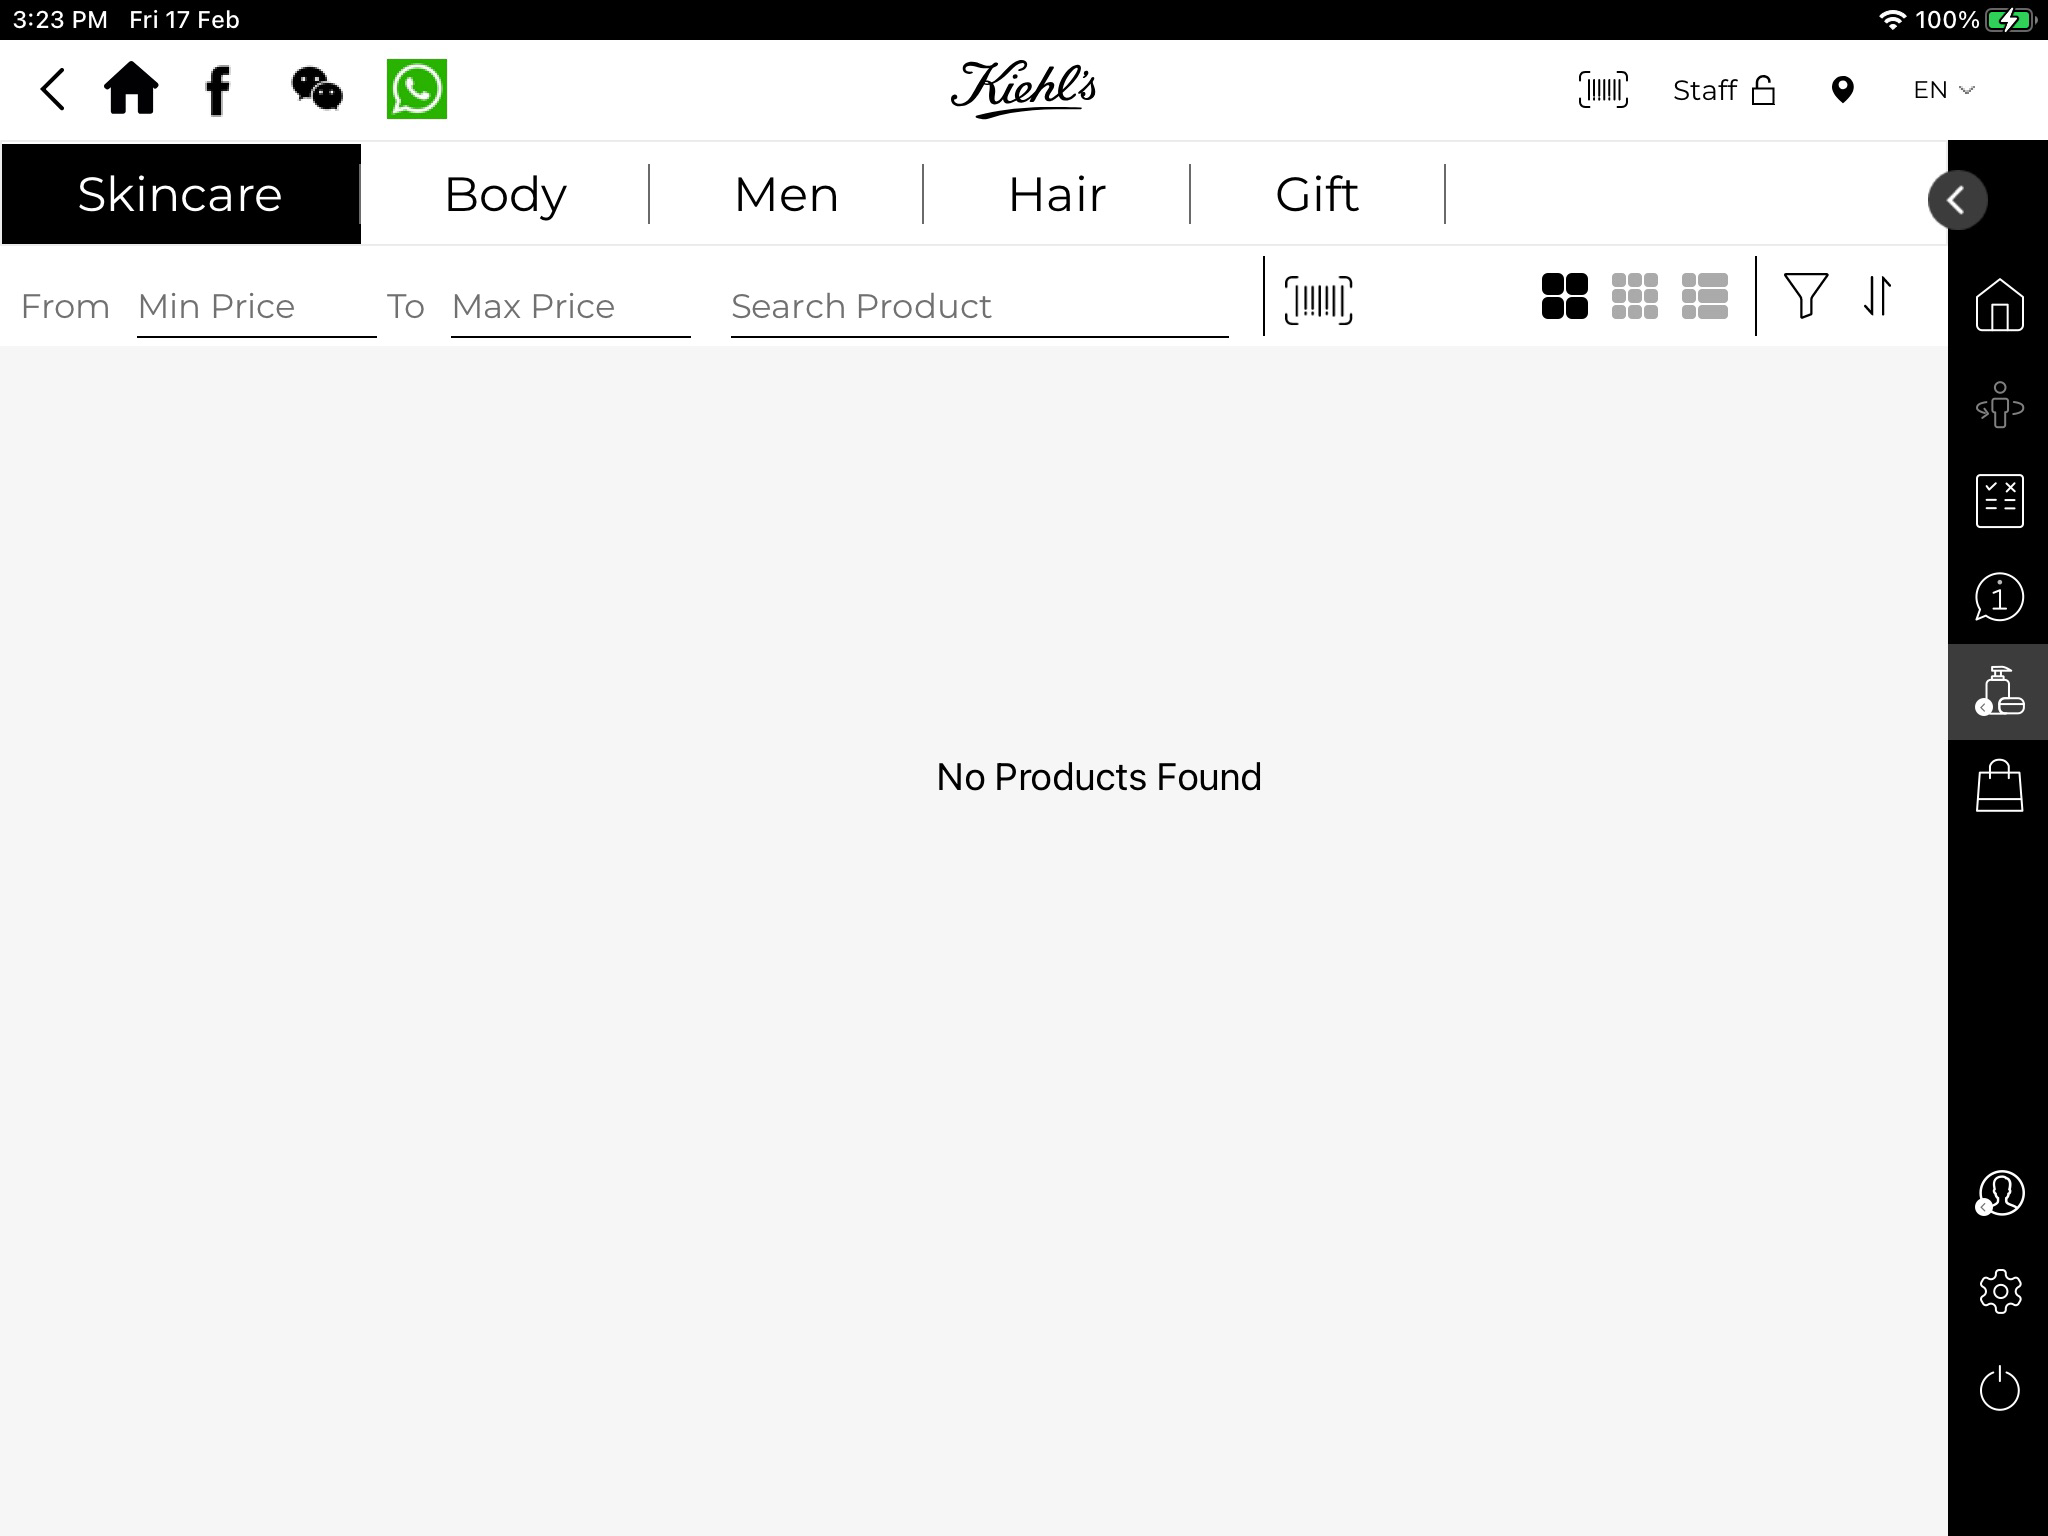 3:23 PM Fri 17 Feb 100%
Kiehl's Staff EN
Skincare Body Men Hair Gift
From Min Price To Max Price Search Product
No Products Found